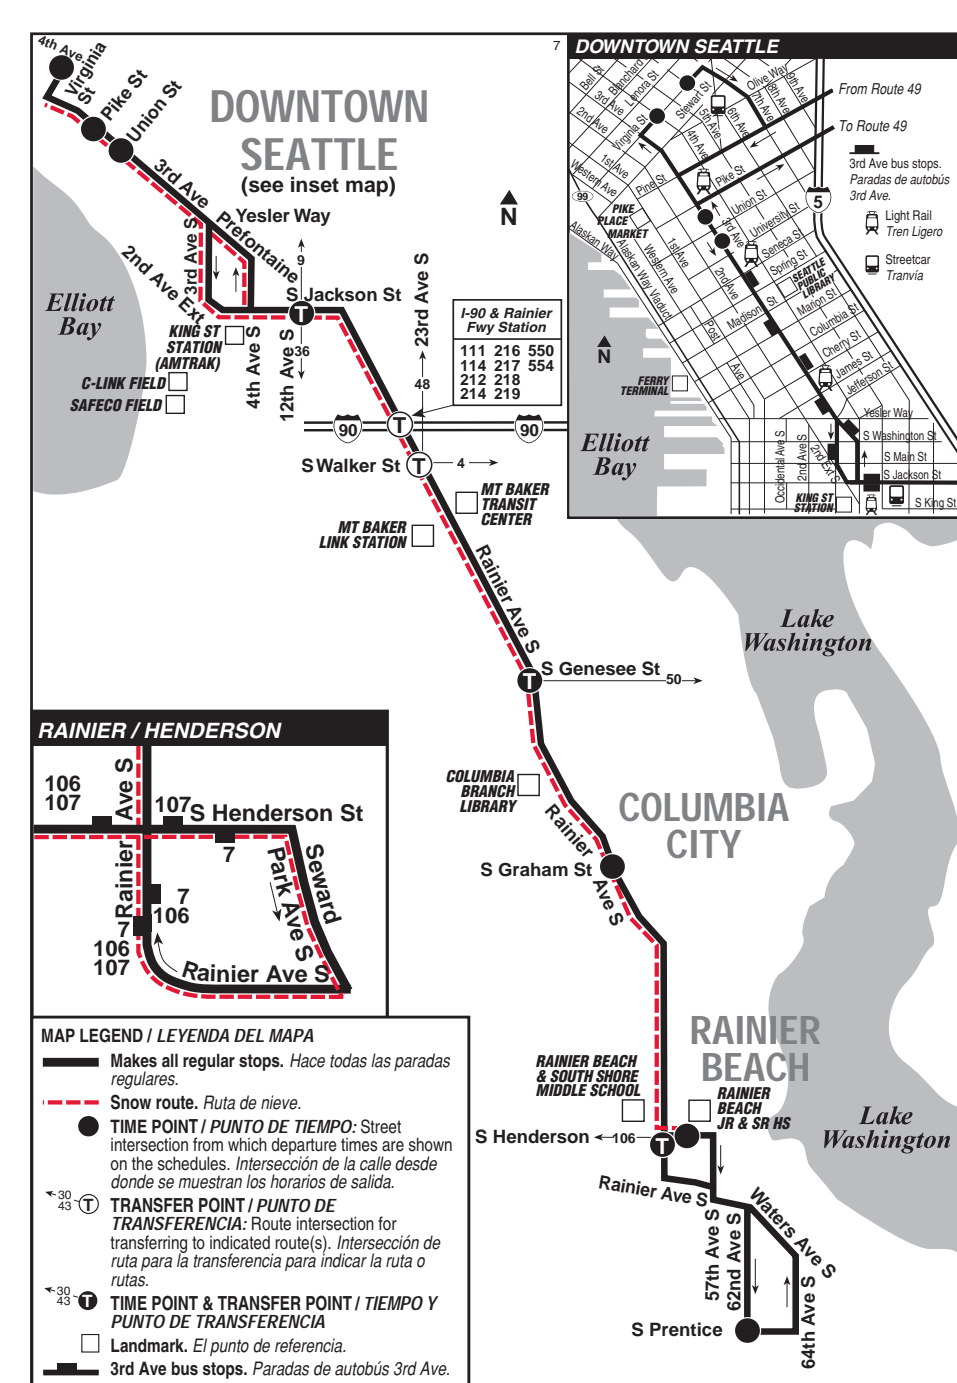 4th Ave
Virginia
St
Pike St
Union St
DOWNTOWN
SEATTLE
(see inset map)
7
3rd Ave
Prefontaine
Yesler Way
N
3rd Ave S
2nd Ave Ext
9
S Jackson St
Elliott
Bay
KING ST
STATION
(AMTRAK)
C-LINK FIELD
SAFECO FIELD
4th Ave S
12th Ave S
36
23rd Ave S
48
I-90 & Rainier
Fwy Station
111 216 550
114 217 554
212 218
214 219
90
T
90
S Walker St
T
4
MT BAKER
TRANSIT
CENTER
MT BAKER
LINK STATION
Rainier Ave S
T
S Genesee St
50
COLUMBIA
BRANCH
LIBRARY
COLUMBIA
CITY
Rainier
Ave S
S Graham St
RAINIER
BEACH
RAINIER BEACH
& SOUTH SHORE
MIDDLE SCHOOL
RAINIER
BEACH
JR & SR HS
S Henderson
106
T
Rainier Ave S
57th Ave S
62nd Ave S
Waters Ave S
64th Ave S
S Prentice
Lake
Washington
Lake
Washington
DOWNTOWN SEATTLE
Bell St
Blanchard St
Lenora St
3rd Ave
2nd Ave
Virginia St
Stewart St
Olive Way
9th Ave
8th Ave
7th Ave
6th Ave
5th Ave
4th Ave
1st Ave
Western Ave
Pine St
Pike St
99
Alaskan Way
PIKE
PLACE
MARKET
Alaskan Way Viaduct
Western Ave
1st Ave
2nd Ave
3rd Ave
Union St
University St
Seneca St
Spring St
SEATTLE
PUBLIC
LIBRARY
Madison St
Marion St
Columbia St
Cherry St
James St
Jefferson St
Post
Ave
N
FERRY
TERMINAL
Elliott
Bay
Yesler Way
S Washington St
S Main St
S Jackson St
S King St
Occidental Ave S
2nd Ave S
2nd Ext S
KING ST
STATION
5
From Route 49
To Route 49
3rd Ave bus stops.
Paradas de autobús
3rd Ave.
Light Rail
Tren Ligero
Streetcar
Tranvía
RAINIER / HENDERSON
106
107
Rainier
Ave S
107
S Henderson St
7
Seward
Park Ave S
7
106
7
106
107
Rainier Ave S
MAP LEGEND / LEYENDA DEL MAPA
Makes all regular stops. Hace todas las paradas
regulares.
Snow route. Ruta de nieve.
TIME POINT / PUNTO DE TIEMPO: Street
intersection from which departure times are shown
on the schedules. Intersección de la calle desde
donde se muestran los horarios de salida.
30
43
T
TRANSFER POINT / PUNTO DE
TRANSFERENCIA: Route intersection for
transferring to indicated route(s). Intersección de
ruta para la transferencia para indicar la ruta o
rutas.
30
43
T
TIME POINT & TRANSFER POINT / TIEMPO Y
PUNTO DE TRANSFERENCIA
Landmark. El punto de referencia.
3rd Ave bus stops. Paradas de autobús 3rd Ave.